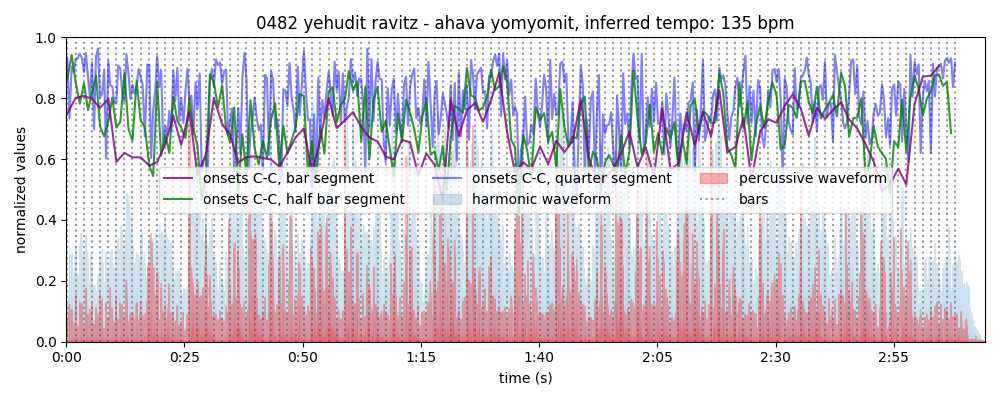 0482 yehudit ravitz - ahava yomyomit, inferred tempo: 135 bpm
1.0
0.8
0.6
0.4
0.2
0.0
normalized values
onsets C-C, bar segment
onsets C-C, half bar segment
onsets C-C, quarter segment
harmonic waveform
percussive waveform
bars
0:00 0:25 0:50 1:15 1:40 2:05 2:30 2:55
time (s)